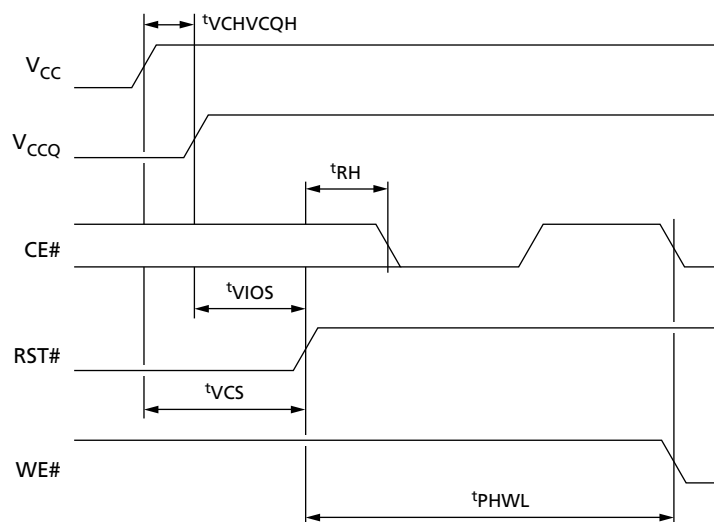 tVCHVCQH
VCC
VCCQ
tRH
CE#
tVIOS
RST#
tVCS
WE#
tPHWL